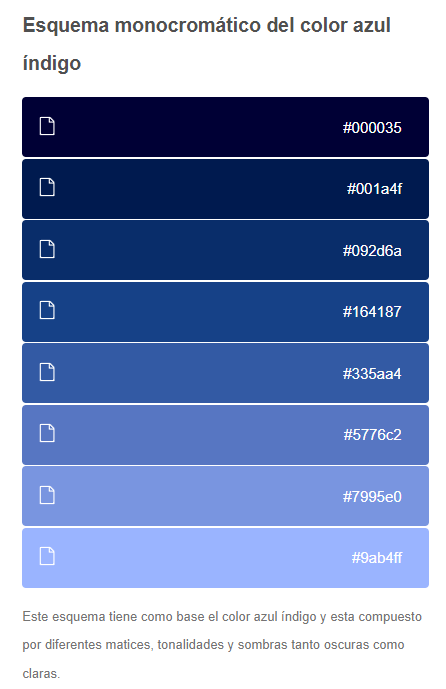 Esquema monocromático del color azul
índigo
#000035
#001a4f
#092d6a
#164187
#335aa4
#5776c2
#7995e0
#9ab4ff
Este esquema tiene como base el color azul índigo y esta compuesto
por diferentes matices, tonalidades y sombras tanto oscuras como
claras.